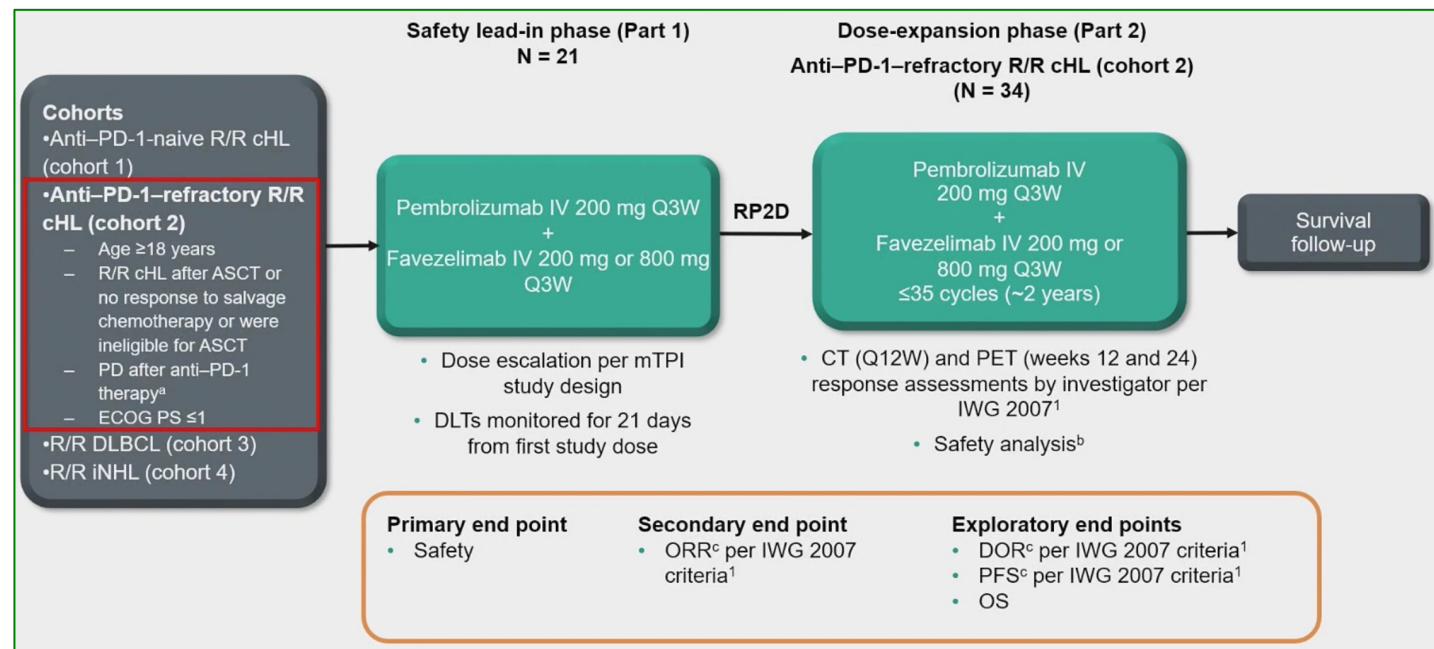 Safety lead-in phase (Part 1)
N = 21
Dose-expansion phase (Part 2)
Anti–PD-1–refractory R/R cHL (cohort 2)
(N = 34)
Cohorts
•Anti–PD-1-naive R/R cHL
(cohort 1)
•Anti–PD-1–refractory R/R
cHL (cohort 2)
– Age ≥18 years
– R/R cHL after ASCT or
no response to salvage
chemotherapy or were
ineligible for ASCT
– PD after anti–PD-1
therapyᵃ
– ECOG PS ≤1
•R/R DLBCL (cohort 3)
•R/R iNHL (cohort 4)
Pembrolizumab IV 200 mg Q3W
+
Favezelimab IV 200 mg or 800 mg
Q3W
RP2D
Pembrolizumab IV
200 mg Q3W
+
Favezelimab IV 200 mg or
800 mg Q3W
≤35 cycles (~2 years)
Survival
follow-up
• Dose escalation per mTPI
study design
• DLTs monitored for 21 days
from first study dose
• CT (Q12W) and PET (weeks 12 and 24)
response assessments by investigator per
IWG 2007¹
• Safety analysisᵇ
Primary end point
• Safety
Secondary end point
• ORRᶜ per IWG 2007
criteria¹
Exploratory end points
• DORᶜ per IWG 2007 criteria¹
• PFSᶜ per IWG 2007 criteria¹
• OS